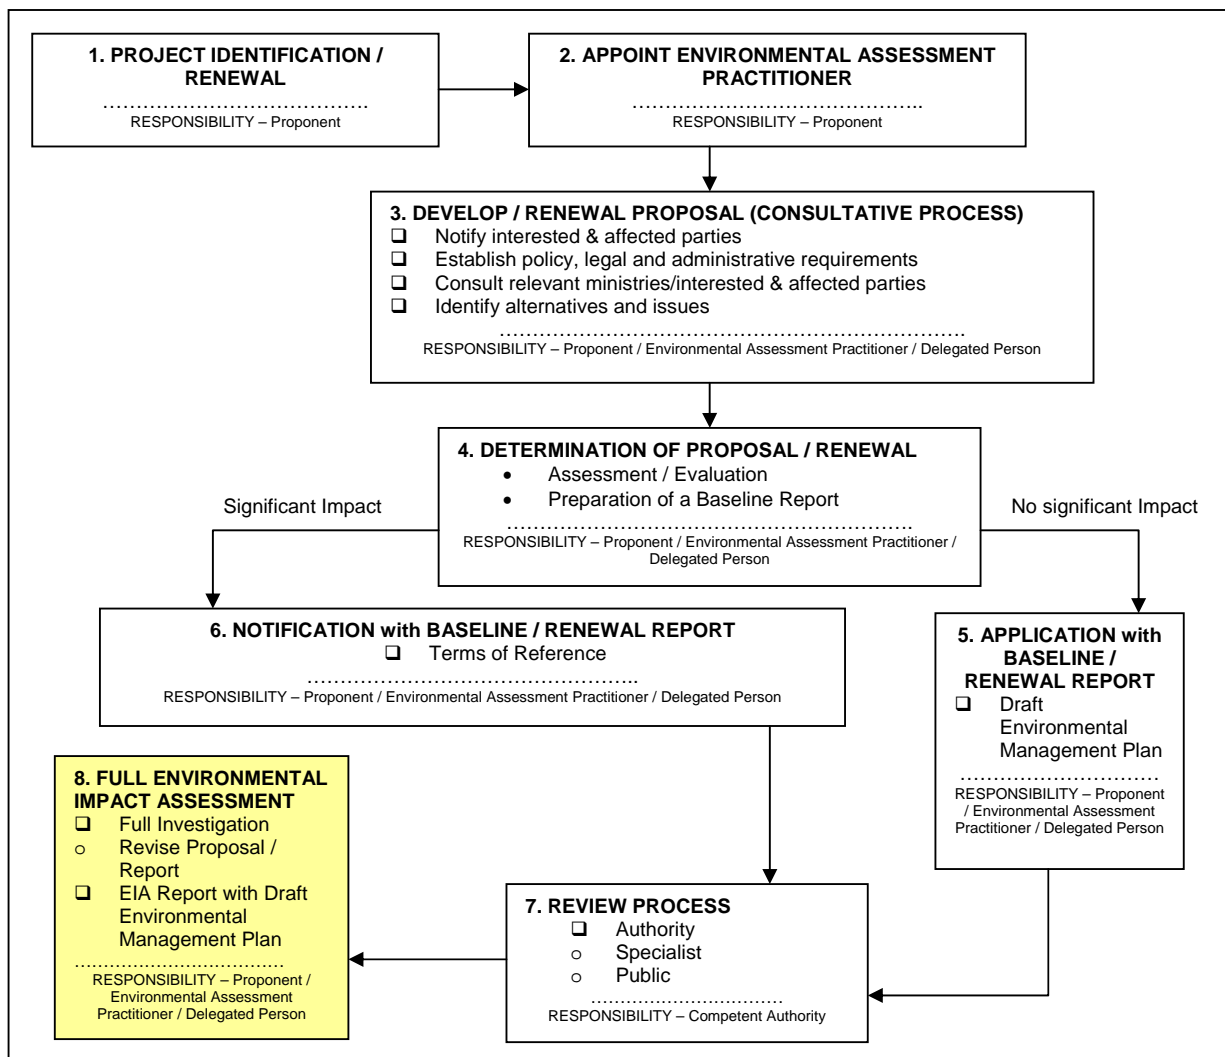 1. PROJECT IDENTIFICATION /
RENEWAL
………………………………….
RESPONSIBILITY – Proponent
2. APPOINT ENVIRONMENTAL ASSESSMENT
PRACTITIONER
……………………………………..
RESPONSIBILITY – Proponent
3. DEVELOP / RENEWAL PROPOSAL (CONSULTATIVE PROCESS)
❑ Notify interested & affected parties
❑ Establish policy, legal and administrative requirements
❑ Consult relevant ministries/interested & affected parties
❑ Identify alternatives and issues
…………………………………………………………….
RESPONSIBILITY – Proponent / Environmental Assessment Practitioner / Delegated Person
4. DETERMINATION OF PROPOSAL / RENEWAL
• Assessment / Evaluation
• Preparation of a Baseline Report
…………………………………………………….
RESPONSIBILITY – Proponent / Environmental Assessment Practitioner /
Delegated Person
Significant Impact
No significant Impact
6. NOTIFICATION with BASELINE / RENEWAL REPORT
❑ Terms of Reference
…………………………………………..
RESPONSIBILITY – Proponent / Environmental Assessment Practitioner / Delegated Person
5. APPLICATION with
BASELINE /
RENEWAL REPORT
❑ Draft
Environmental
Management Plan
…………………………
RESPONSIBILITY – Proponent
/ Environmental Assessment
Practitioner / Delegated Person
8. FULL ENVIRONMENTAL
IMPACT ASSESSMENT
❑ Full Investigation
o Revise Proposal /
Report
❑ EIA Report with Draft
Environmental
Management Plan
………………………………
RESPONSIBILITY – Proponent /
Environmental Assessment
Practitioner / Delegated Person
7. REVIEW PROCESS
❑ Authority
o Specialist
o Public
……………………………
RESPONSIBILITY – Competent Authority